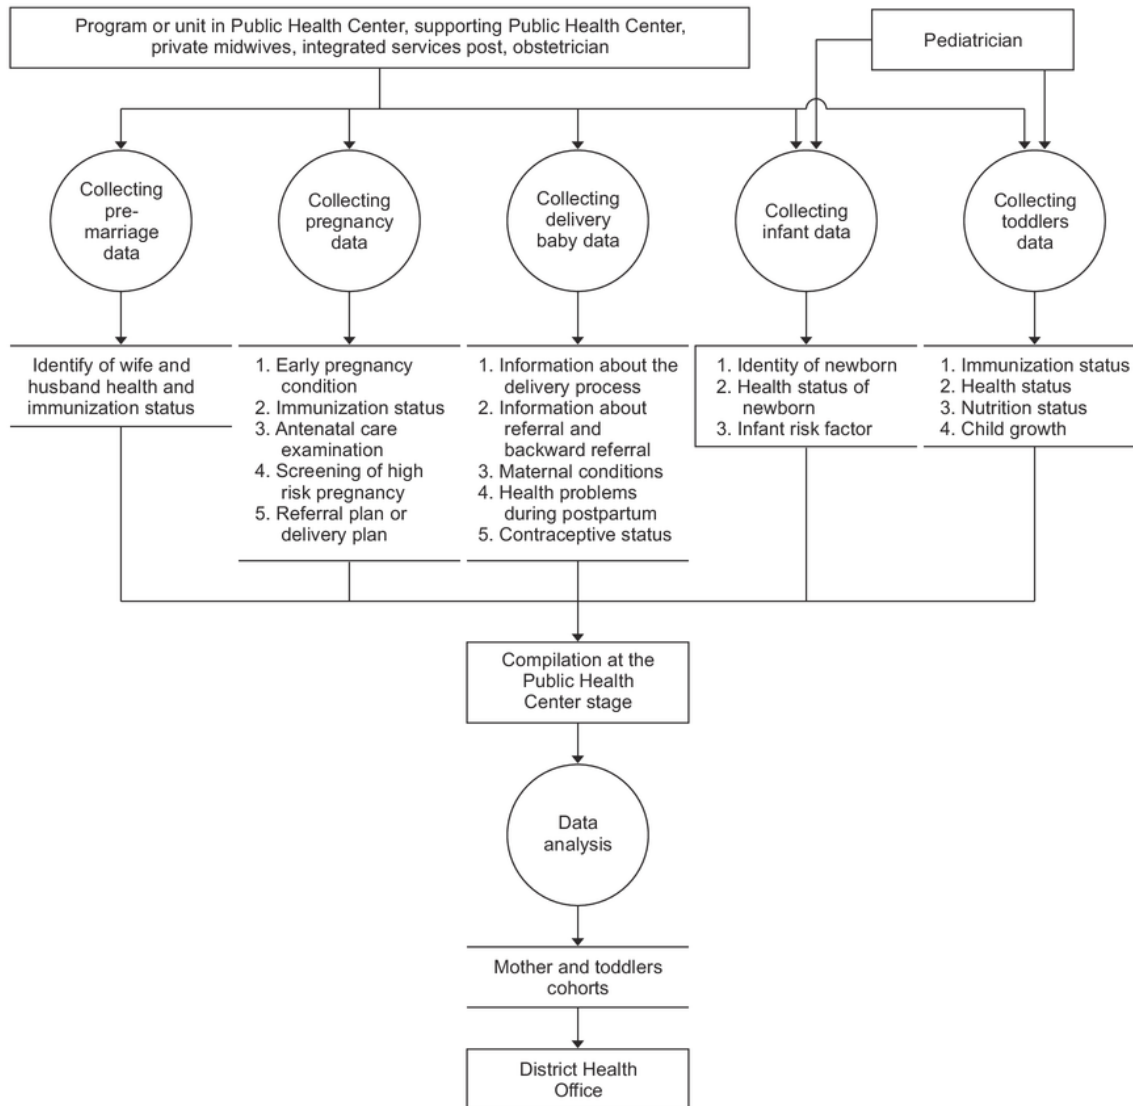 Program or unit in Public Health Center, supporting Public Health Center,
private midwives, integrated services post, obstetrician
Pediatrician
Collecting
pre-
marriage
data
Collecting
pregnancy
data
Collecting
delivery
baby data
Collecting
infant data
Collecting
toddlers
data
Identify of wife and
husband health and
immunization status
1. Early pregnancy
condition
2. Immunization status
3. Antenatal care
examination
4. Screening of high
risk pregnancy
5. Referral plan or
delivery plan
1. Information about the
delivery process
2. Information about
referral and
backward referral
3. Maternal conditions
4. Health problems
during postpartum
5. Contraceptive status
1. Identity of newborn
2. Health status of
newborn
3. Infant risk factor
1. Immunization status
2. Health status
3. Nutrition status
4. Child growth
Compilation at the
Public Health
Center stage
Data
analysis
Mother and toddlers
cohorts
District Health
Office